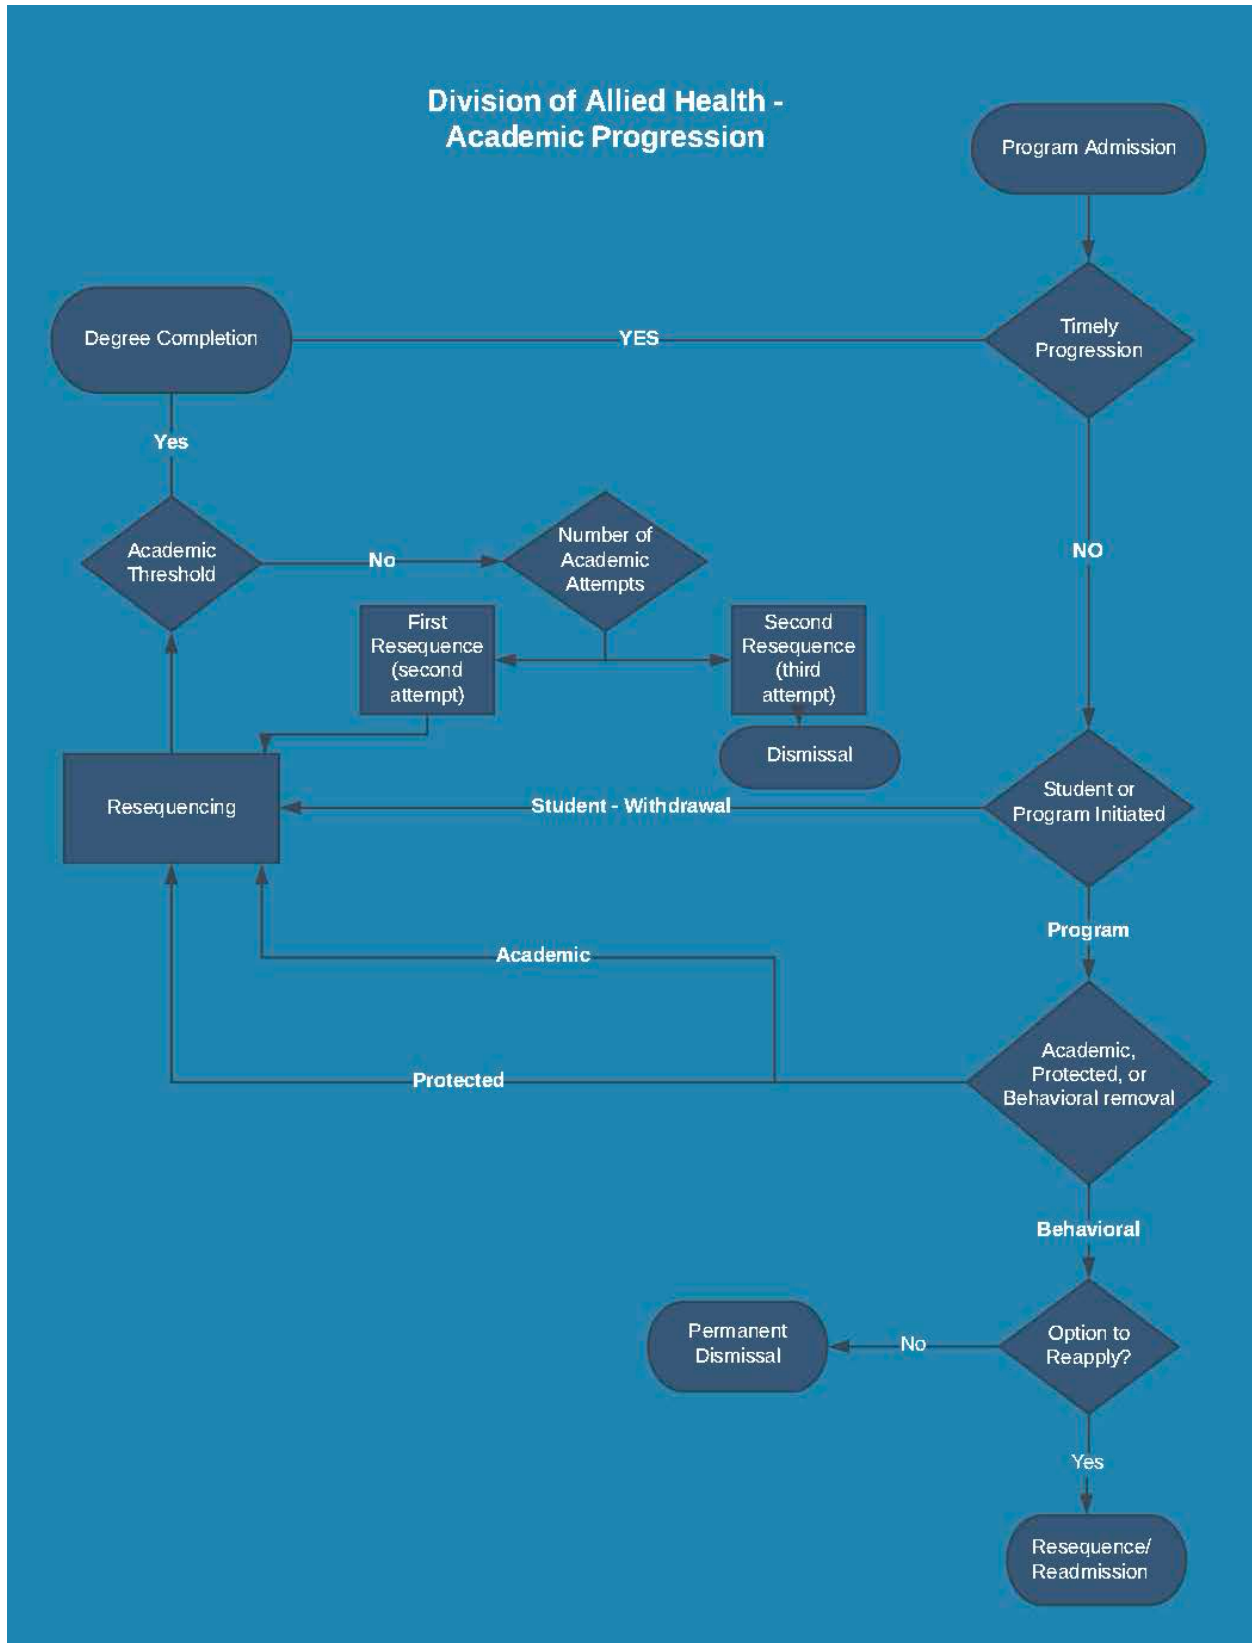 Division of Allied Health -
Academic Progression
Program Admission
Timely
Progression
YES
Degree Completion
Yes
NO
Academic
Threshold
No
Number of
Academic
Attempts
First
Resequence
(second
attempt)
Second
Resequence
(third
attempt)
Dismissal
Resequencing
Student - Withdrawal
Student or
Program Initiated
Program
Academic
Protected
Academic,
Protected, or
Behavioral removal
Behavioral
Permanent
Dismissal
No
Option to
Reapply?
Yes
Resequence/
Readmission